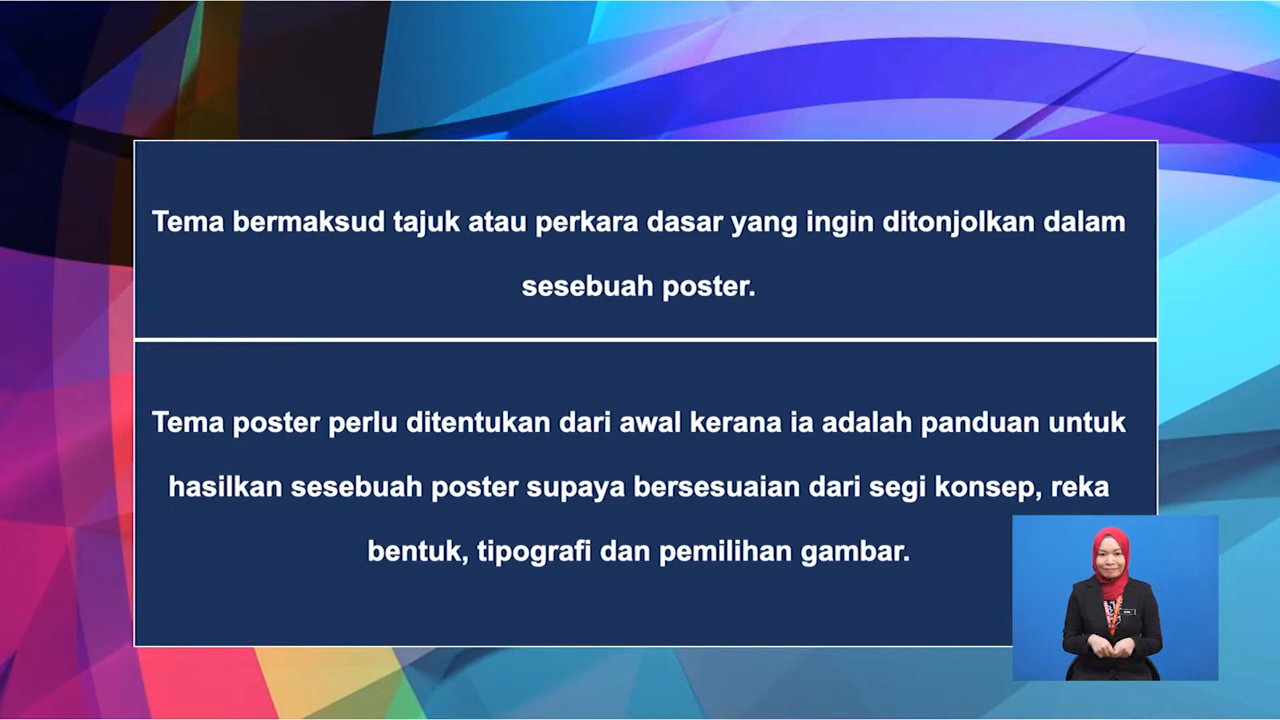 Tema bermaksud tajuk atau perkara dasar yang ingin ditonjolkan dalam
sesebuah poster.
Tema poster perlu ditentukan dari awal kerana ia adalah panduan untuk
hasilkan sesebuah poster supaya bersesuaian dari segi konsep, reka
bentuk, tipografi dan pemilihan gambar.